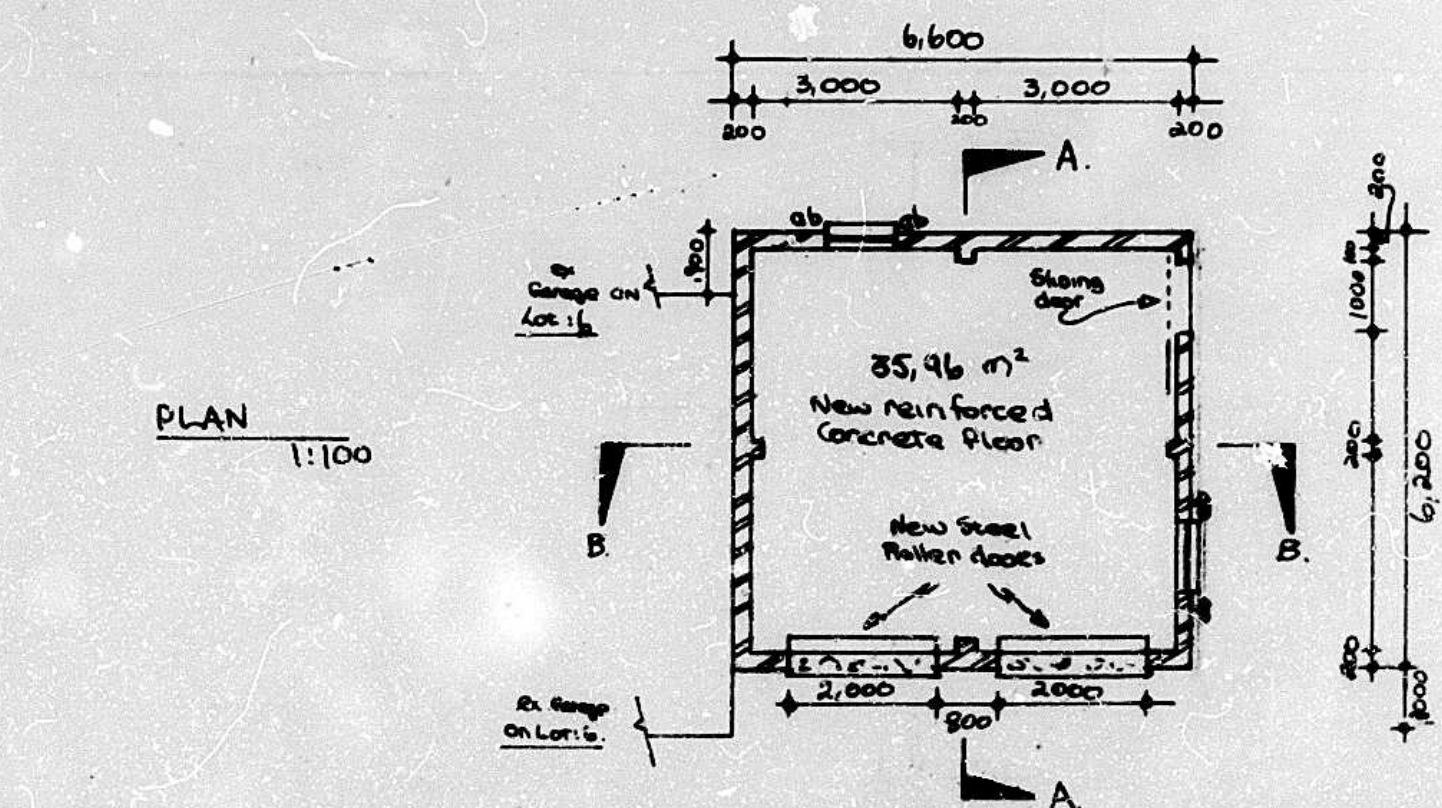 6,600
3,000 3,000
200 200 200
A.
ab ab
900
ex
Garage ON
Lot : 6
Sliding
door
200
1000
35,96 m²
New reinforced
Concrete Floor
PLAN
1:100
200
6,200
B.
B.
New Steel
Roller doors
2,000 2000
800
200
1000
ex Garage
On Lot: 6.
A.